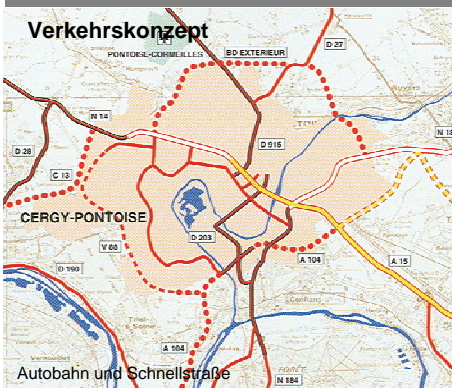 Verkehrskonzept
PONTOISE-CORMEILLES
BD EXTERIEUR
D 27
N 14
D 28
D 915
N 18
C 13
CERGY-PONTOISE
D 203
V 88
A 104
A 15
D 190
A 104
N 184
Autobahn und Schnellstraße